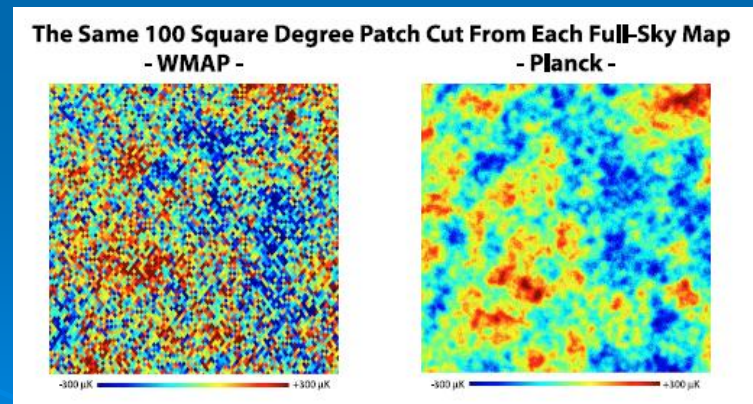 The Same 100 Square Degree Patch Cut From Each Full-Sky Map
- WMAP -
- Planck -
-300 μK
+300 μK
-300 μK
+300 μK